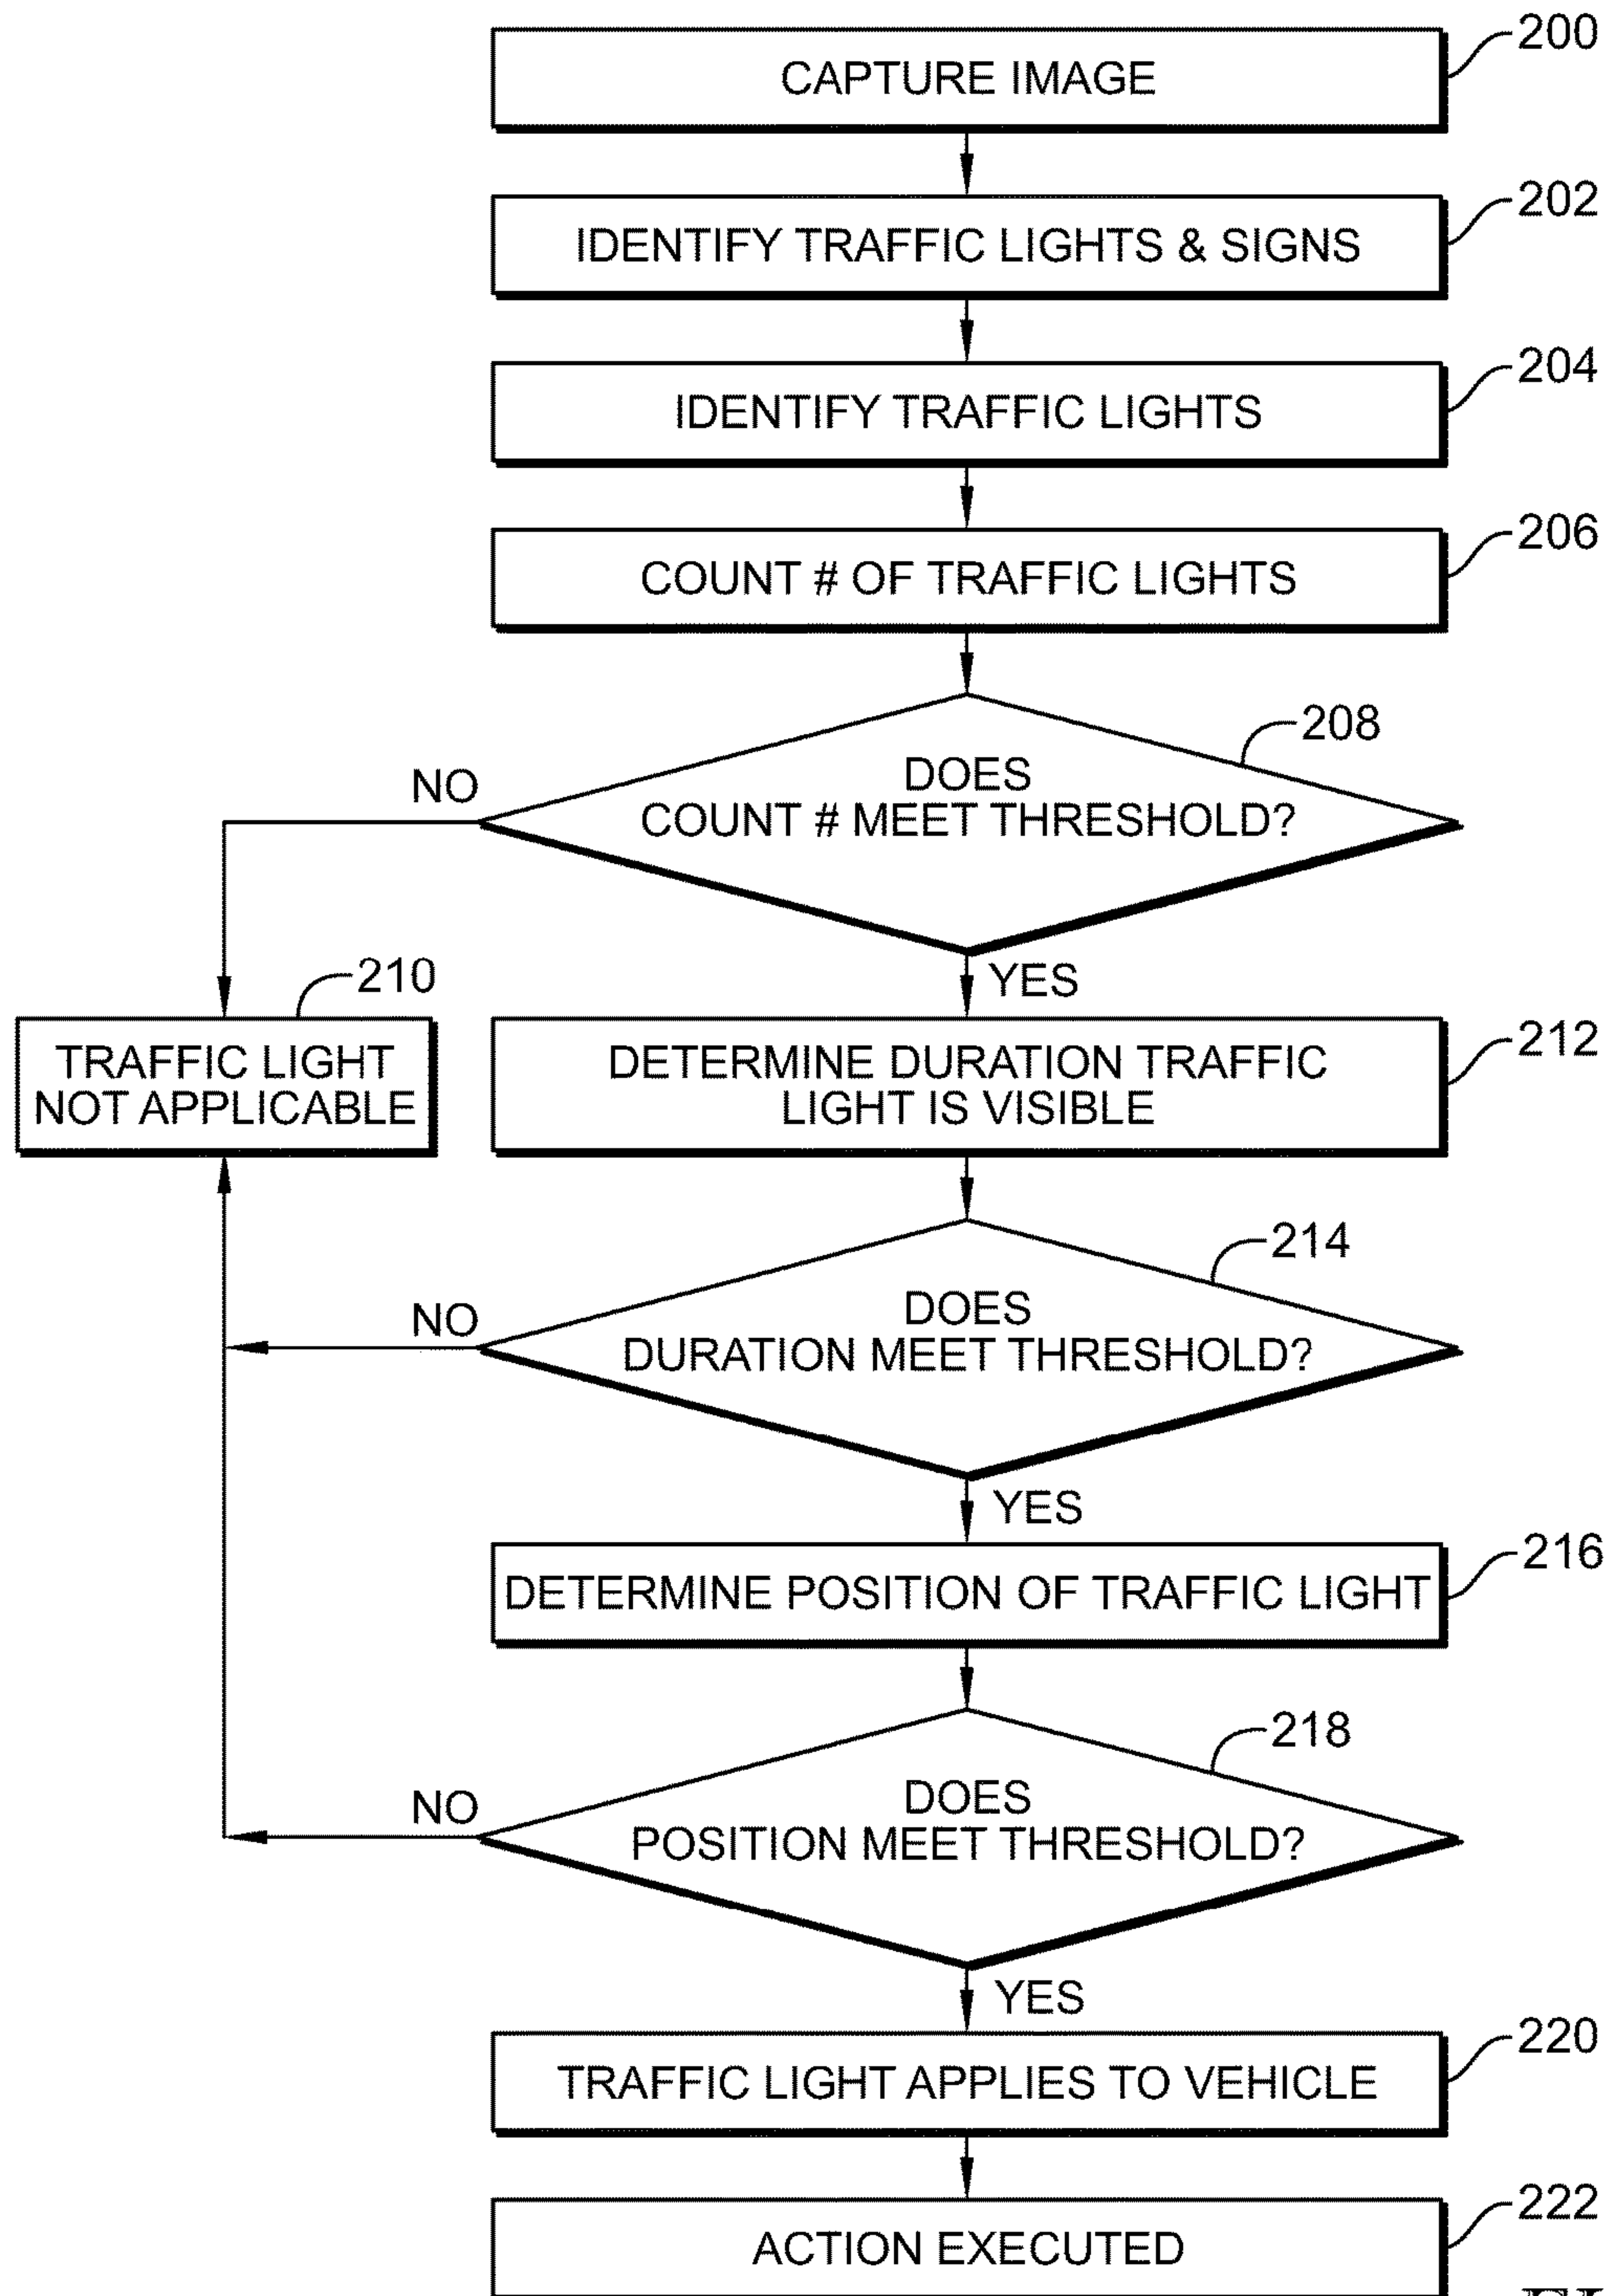 200
CAPTURE IMAGE
202
IDENTIFY TRAFFIC LIGHTS & SIGNS
204
IDENTIFY TRAFFIC LIGHTS
206
COUNT # OF TRAFFIC LIGHTS
208
DOES
COUNT # MEET THRESHOLD?
NO
YES
210
TRAFFIC LIGHT
NOT APPLICABLE
212
DETERMINE DURATION TRAFFIC
LIGHT IS VISIBLE
214
DOES
DURATION MEET THRESHOLD?
NO
YES
216
DETERMINE POSITION OF TRAFFIC LIGHT
218
DOES
POSITION MEET THRESHOLD?
NO
YES
220
TRAFFIC LIGHT APPLIES TO VEHICLE
222
ACTION EXECUTED